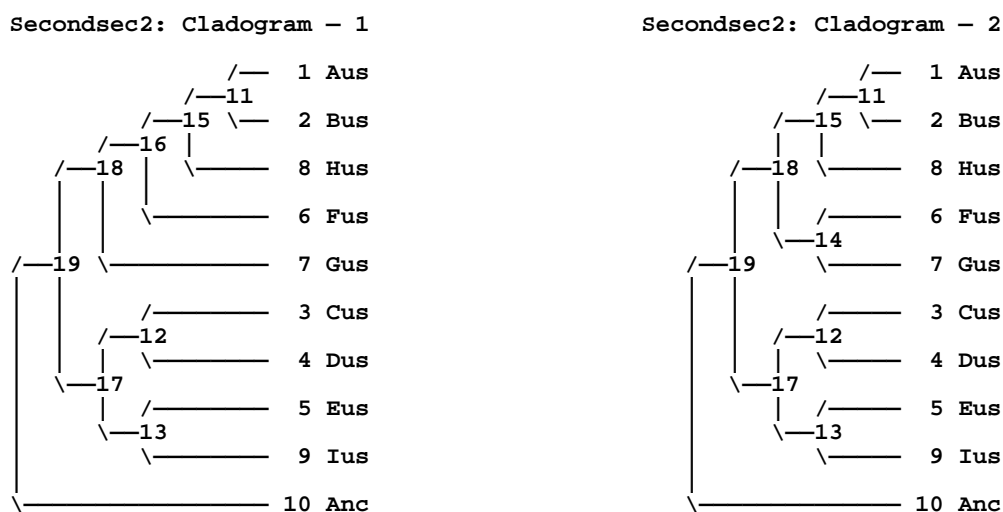 Secondsec2: Cladogram — 1
1 Aus
11
15 2 Bus
16
18 8 Hus
6 Fus
19 7 Gus
3 Cus
12
4 Dus
17
5 Eus
13
9 Ius
10 Anc
Secondsec2: Cladogram — 2
1 Aus
11
15 2 Bus
18 8 Hus
6 Fus
14
19 7 Gus
3 Cus
12
4 Dus
17
5 Eus
13
9 Ius
10 Anc